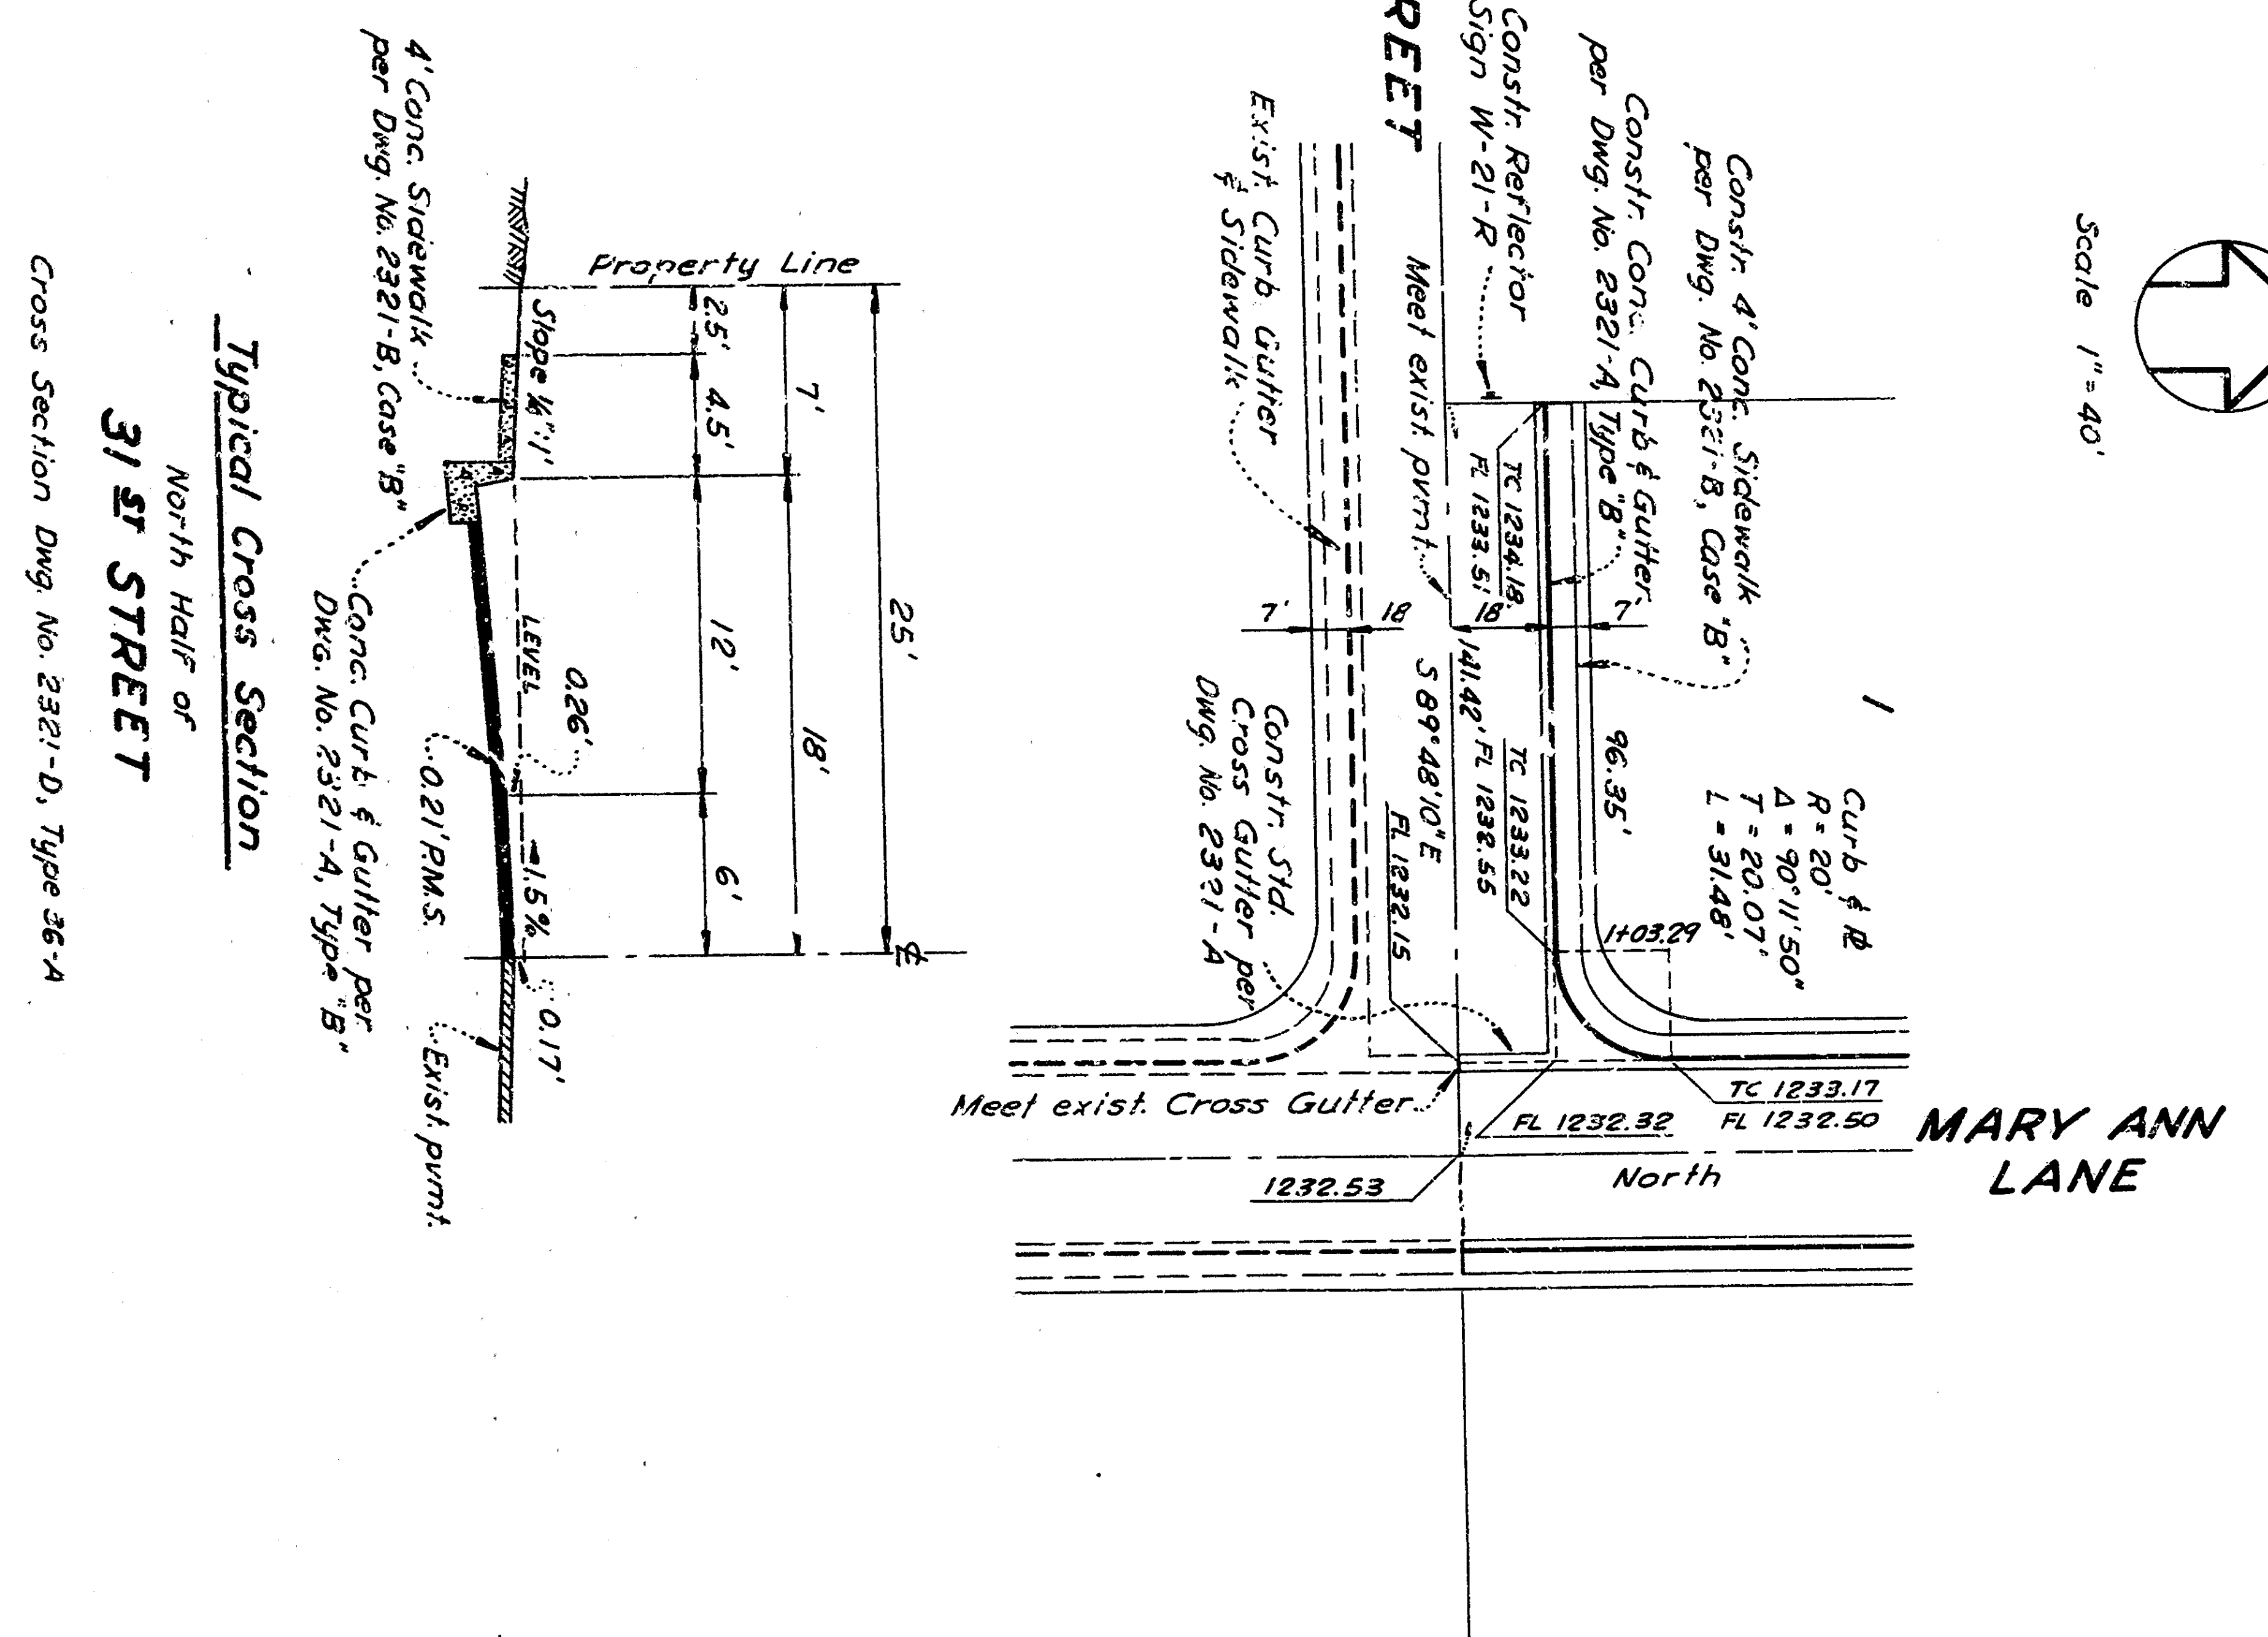 Scale 1" = 40'
Constr. 4' Conc. Sidewalk
per Dwg. No. 2321-B, Case "B"
Constr. Conc. Curb & Gutter
per Dwg. No. 2321-A, Type "B"
Constr. Reflector
Sign W-21-R
REET
Meet exist. pvmt.
Exist. Curb Gutter
& Sidewalk
TC 1234.18
FL 1233.51
7'
18
18
7'
1
Curb & ⅊
R = 20'
Δ = 90° 11' 50"
T = 20.07'
L = 31.48'
96.35'
1+03.29
TC 1233.22
FL 1232.55
141.42'
S 89° 48' 10" E
FL 1232.15
Constr. Std.
Cross Gutter per
Dwg. No. 2321-A
Meet exist. Cross Gutter
TC 1233.17
FL 1232.50
FL 1232.32
1232.53
North
MARY ANN
LANE
Property Line
℄
25'
7'
18'
2.5'
4.5'
12'
6'
Slope ¼":1'
LEVEL
0.26'
1.5%
0.17'
4' Conc. Sidewalk
per Dwg. No. 2321-B, Case "B"
Conc. Curb & Gutter per
Dwg. No. 2321-A, Type "B"
0.21' P.M.S.
Exist. pvmt.
Typical Cross Section
North Half of
31 ST STREET
Cross Section Dwg. No. 2321-D, Type 36-A